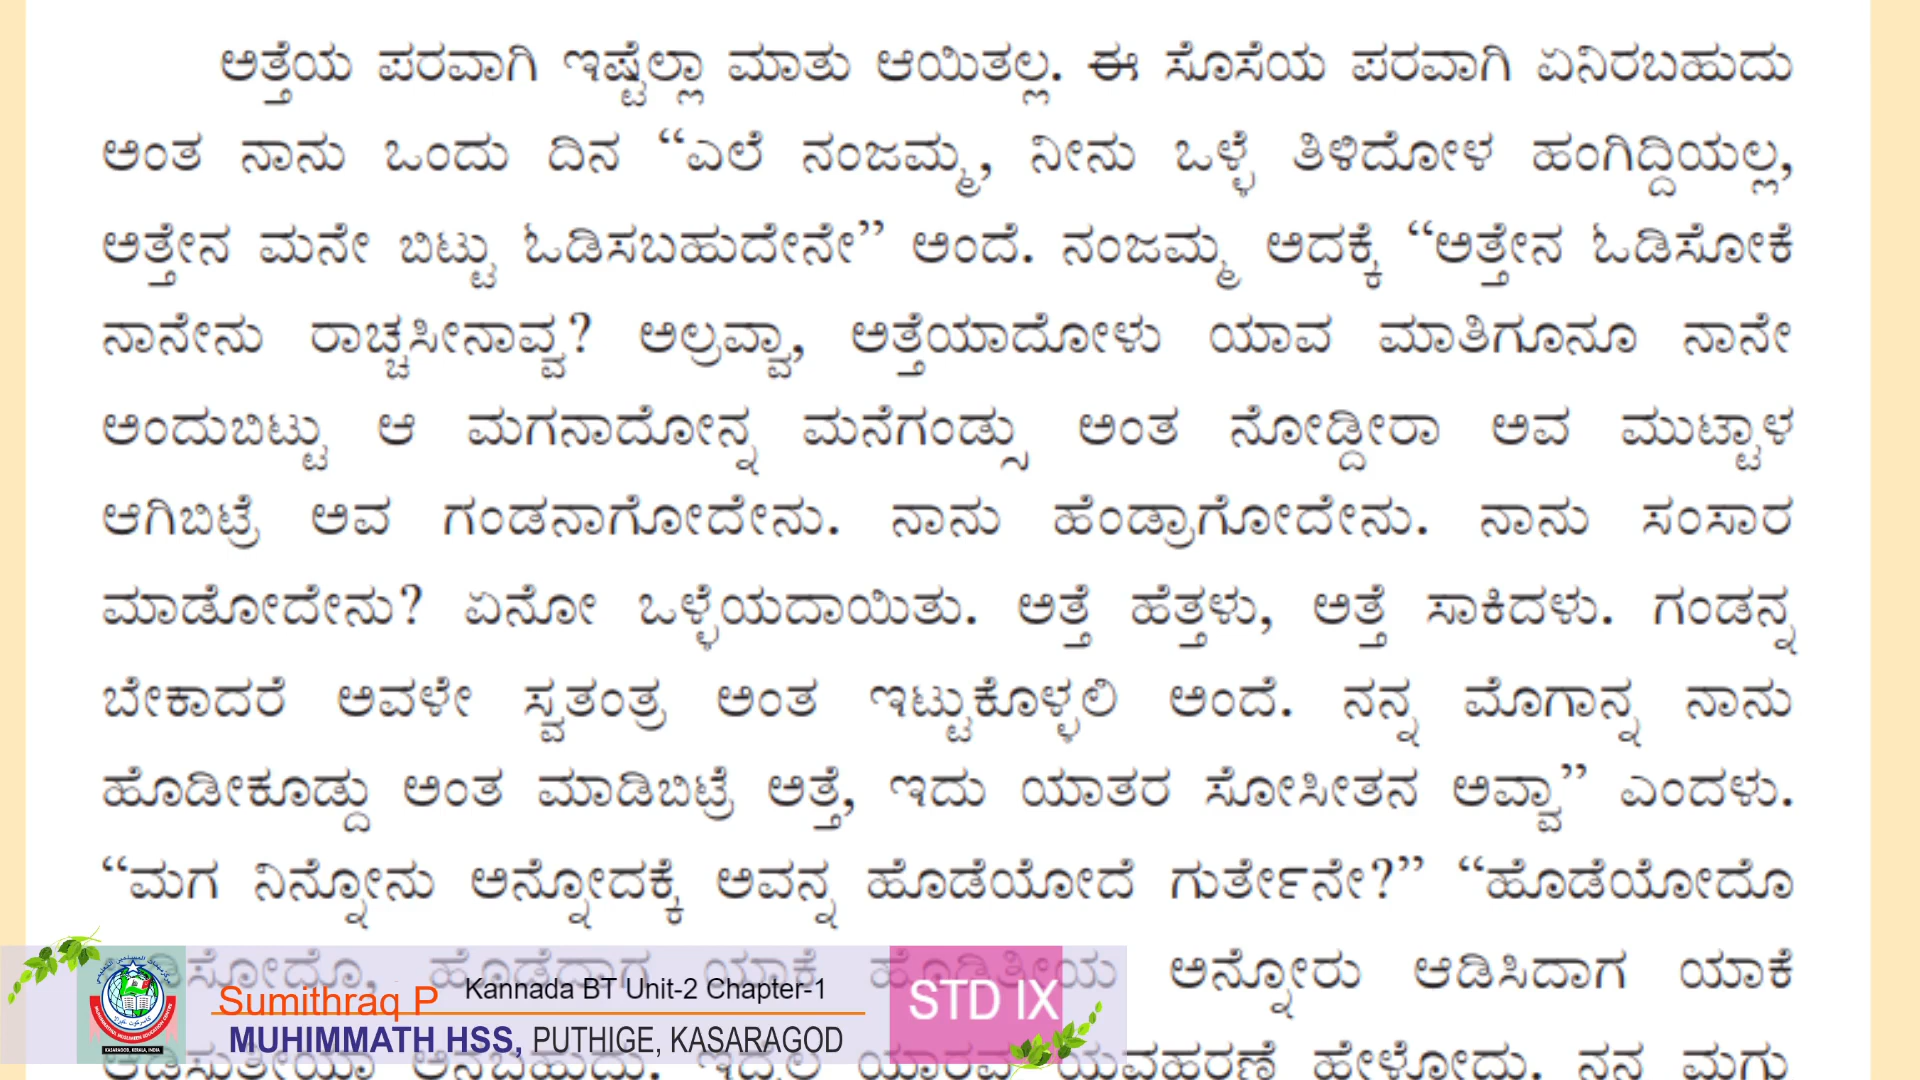 ಅತ್ತೆಯ ಪರವಾಗಿ ಇಷ್ಟೆಲ್ಲಾ ಮಾತು ಆಯಿತಲ್ಲ. ಈ ಸೊಸೆಯ ಪರವಾಗಿ ಏನಿರಬಹುದು
ಅಂತ ನಾನು ಒಂದು ದಿನ “ಎಲೆ ನಂಜಮ್ಮ, ನೀನು ಒಳ್ಳೆ ತಿಳಿದೋಳ ಹಂಗಿದ್ದಿಯಲ್ಲ,
ಅತ್ತೇನ ಮನೇ ಬಿಟ್ಟು ಓಡಿಸಬಹುದೇನೇ” ಅಂದೆ. ನಂಜಮ್ಮ ಅದಕ್ಕೆ “ಅತ್ತೇನ ಓಡಿಸೋಕೆ
ನಾನೇನು ರಾಚ್ಚಸೀನಾವ್ವ? ಅಲ್ರವ್ವಾ, ಅತ್ತೆಯಾದೋಳು ಯಾವ ಮಾತಿಗೂನೂ ನಾನೇ
ಅಂದುಬಿಟ್ಟು ಆ ಮಗನಾದೋನ್ನ ಮನೆಗಂಡ್ಸು ಅಂತ ನೋಡ್ದೀರಾ ಅವ ಮುಟ್ಟಾಳ
ಆಗಿಬಿಟ್ರೆ ಅವ ಗಂಡನಾಗೋದೇನು. ನಾನು ಹೆಂಡ್ರಾಗೋದೇನು. ನಾನು ಸಂಸಾರ
ಮಾಡೋದೇನು? ಏನೋ ಒಳ್ಳೆಯದಾಯಿತು. ಅತ್ತೆ ಹೆತ್ತಳು, ಅತ್ತೆ ಸಾಕಿದಳು. ಗಂಡನ್ನ
ಬೇಕಾದರೆ ಅವಳೇ ಸ್ವತಂತ್ರ ಅಂತ ಇಟ್ಟುಕೊಳ್ಳಲಿ ಅಂದೆ. ನನ್ನ ಮೊಗಾನ್ನ ನಾನು
ಹೊಡೀಕೂಡ್ದು ಅಂತ ಮಾಡಿಬಿಟ್ರೆ ಅತ್ತೆ, ಇದು ಯಾತರ ಸೋಸೀತನ ಅವ್ವಾ” ಎಂದಳು.
“ಮಗ ನಿನ್ನೋನು ಅನ್ನೋದಕ್ಕೆ ಅವನ್ನ ಹೊಡೆಯೋದೆ ಗುರ್ತೇನೇ?” “ಹೊಡೆಯೋದೊ
ಹೊಡೆದಾಗ ಯಾಕೆ ಹೊಡಿತೀಯ ಅನ್ನೋರು ಆಡಿಸಿದಾಗ ಯಾಕೆ
ಹೇಳೋದು. ನನ್ನ ಮಗು
Sumithraq P
Kannada BT Unit-2 Chapter-1
MUHIMMATH HSS, PUTHIGE, KASARAGOD
STD IX
KASARAGOD, KERALA, INDIA